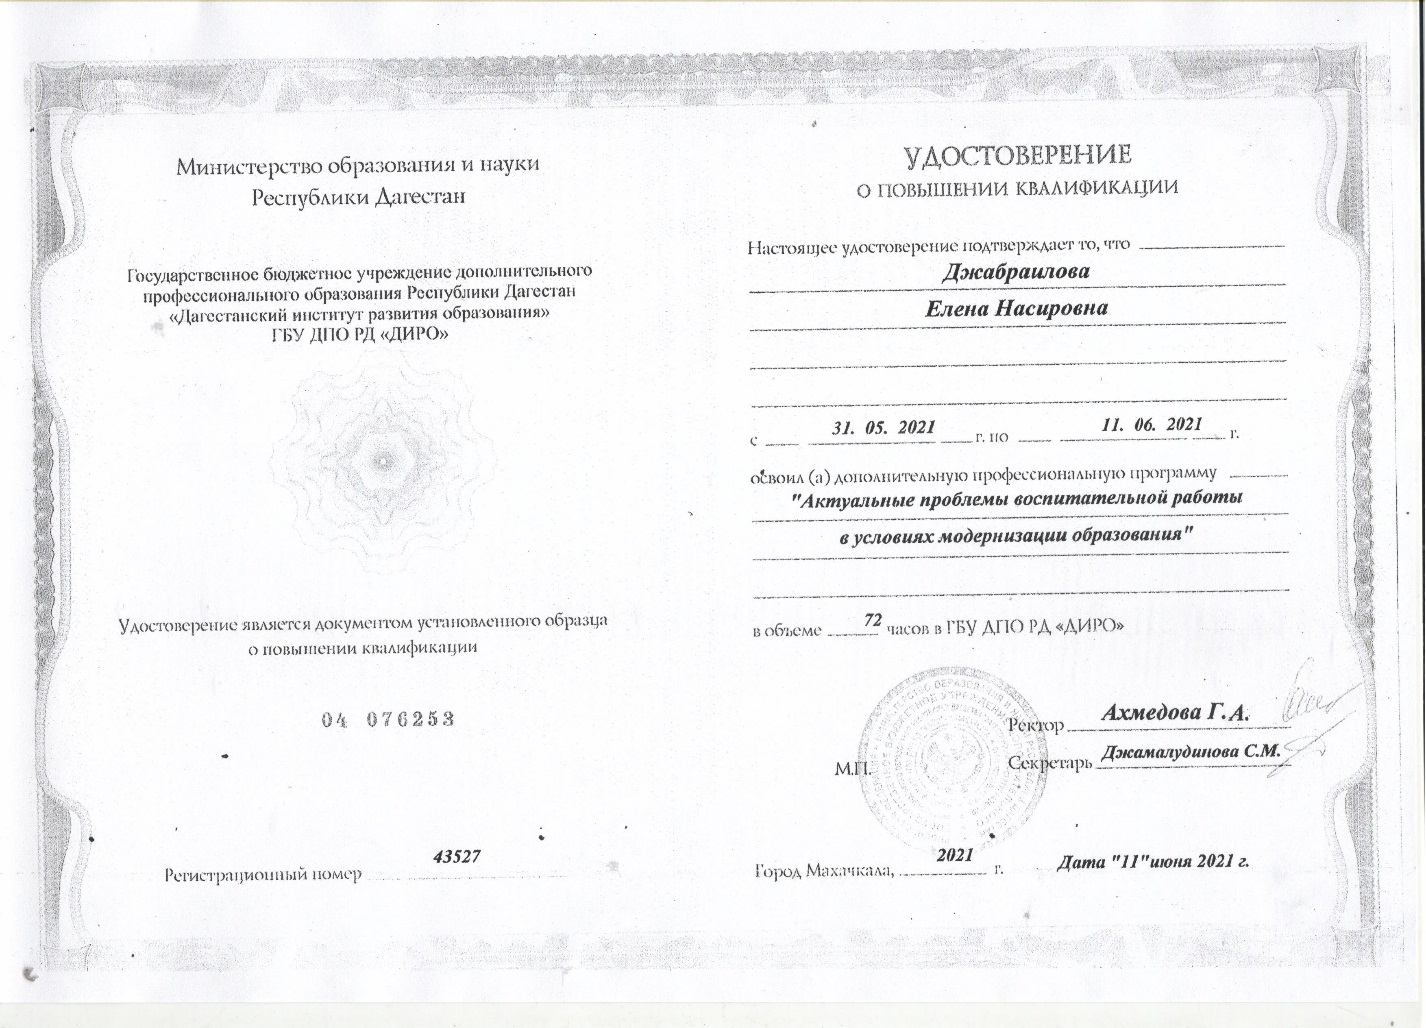 Министерство образования и науки
Республики Дагестан
Государственное бюджетное учреждение дополнительного
профессионального образования Республики Дагестан
«Дагестанский институт развития образования»
ГБУ ДПО РД «ДИРО»
Удостоверение является документом установленного образца
о повышении квалификации
04 076253
Регистрационный номер 43527
УДОСТОВЕРЕНИЕ
О ПОВЫШЕНИИ КВАЛИФИКАЦИИ
Настоящее удостоверение подтверждает то, что
Джабраилова
Елена Насировна
с 31. 05. 2021 г. по 11. 06. 2021 г.
освоил (а) дополнительную профессиональную программу
"Актуальные проблемы воспитательной работы
в условиях модернизации образования"
в объеме 72 часов в ГБУ ДПО РД «ДИРО»
Ректор Ахмедова Г.А.
М.П.
Секретарь Джамалудинова С.М.
Город Махачкала, 2021 г. Дата "11"июня 2021 г.